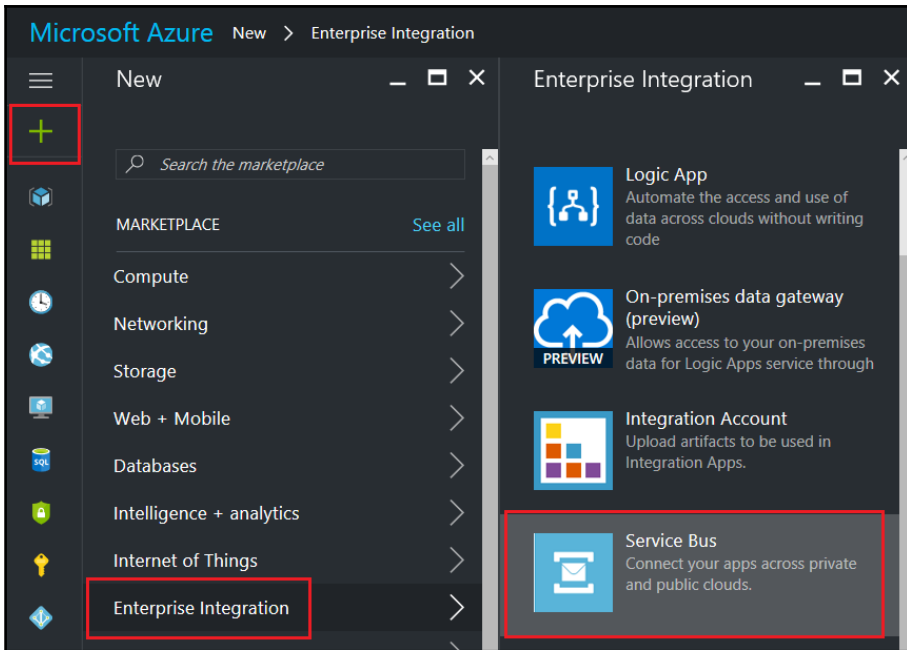 Microsoft Azure New > Enterprise Integration
New
Search the marketplace
MARKETPLACE
See all
Compute
Networking
Storage
Web + Mobile
Databases
Intelligence + analytics
Internet of Things
Enterprise Integration
Enterprise Integration
Logic App
Automate the access and use of
data across clouds without writing
code
PREVIEW
On-premises data gateway
(preview)
Allows access to your on-premises
data for Logic Apps service through
Integration Account
Upload artifacts to be used in
Integration Apps.
Service Bus
Connect your apps across private
and public clouds.
SQL